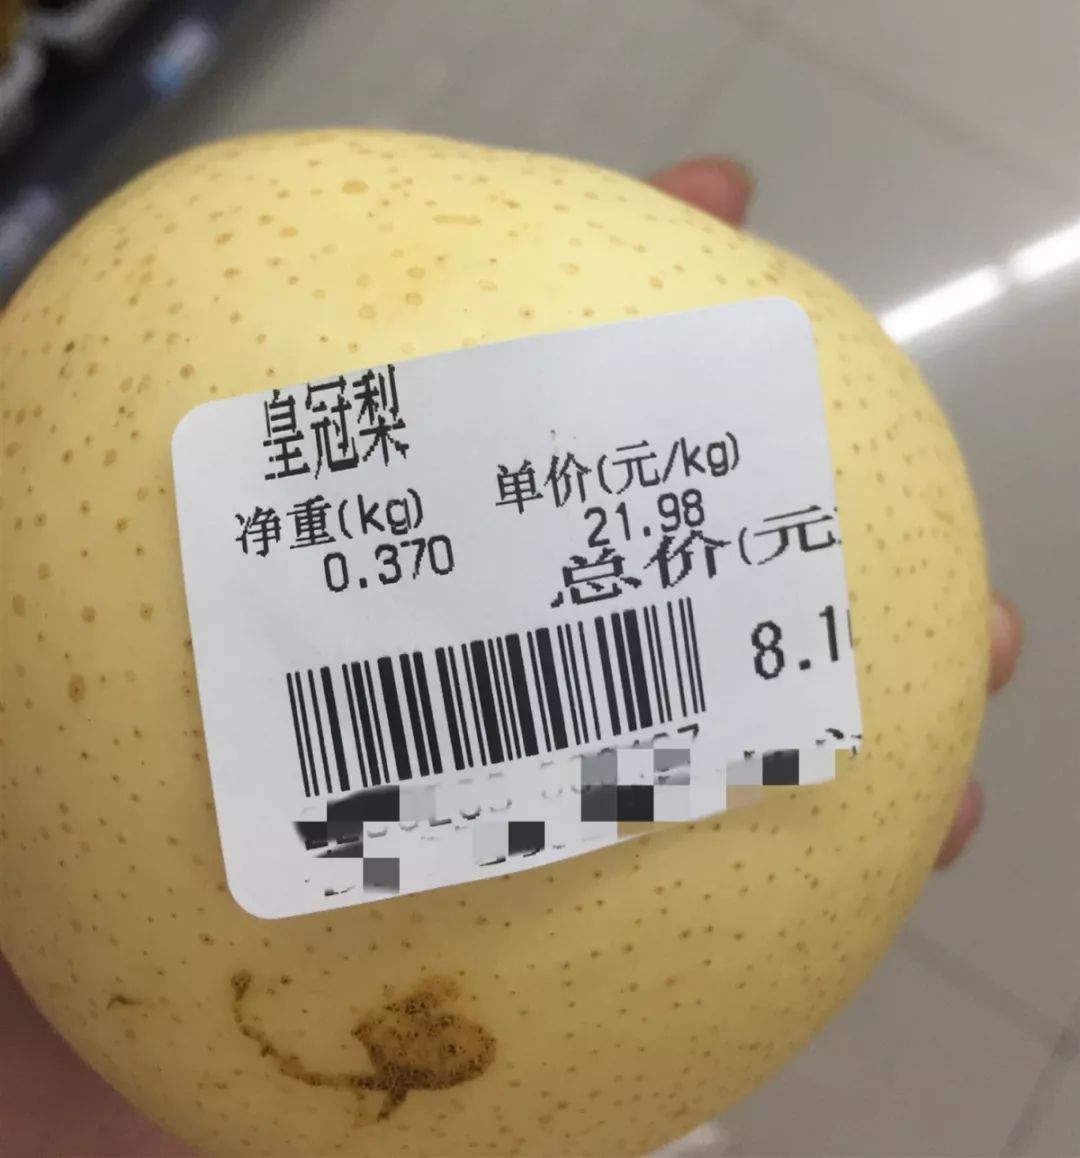 皇冠梨
净重(kg) 单价(元/kg)
0.370 21.98
总价(元
8.1